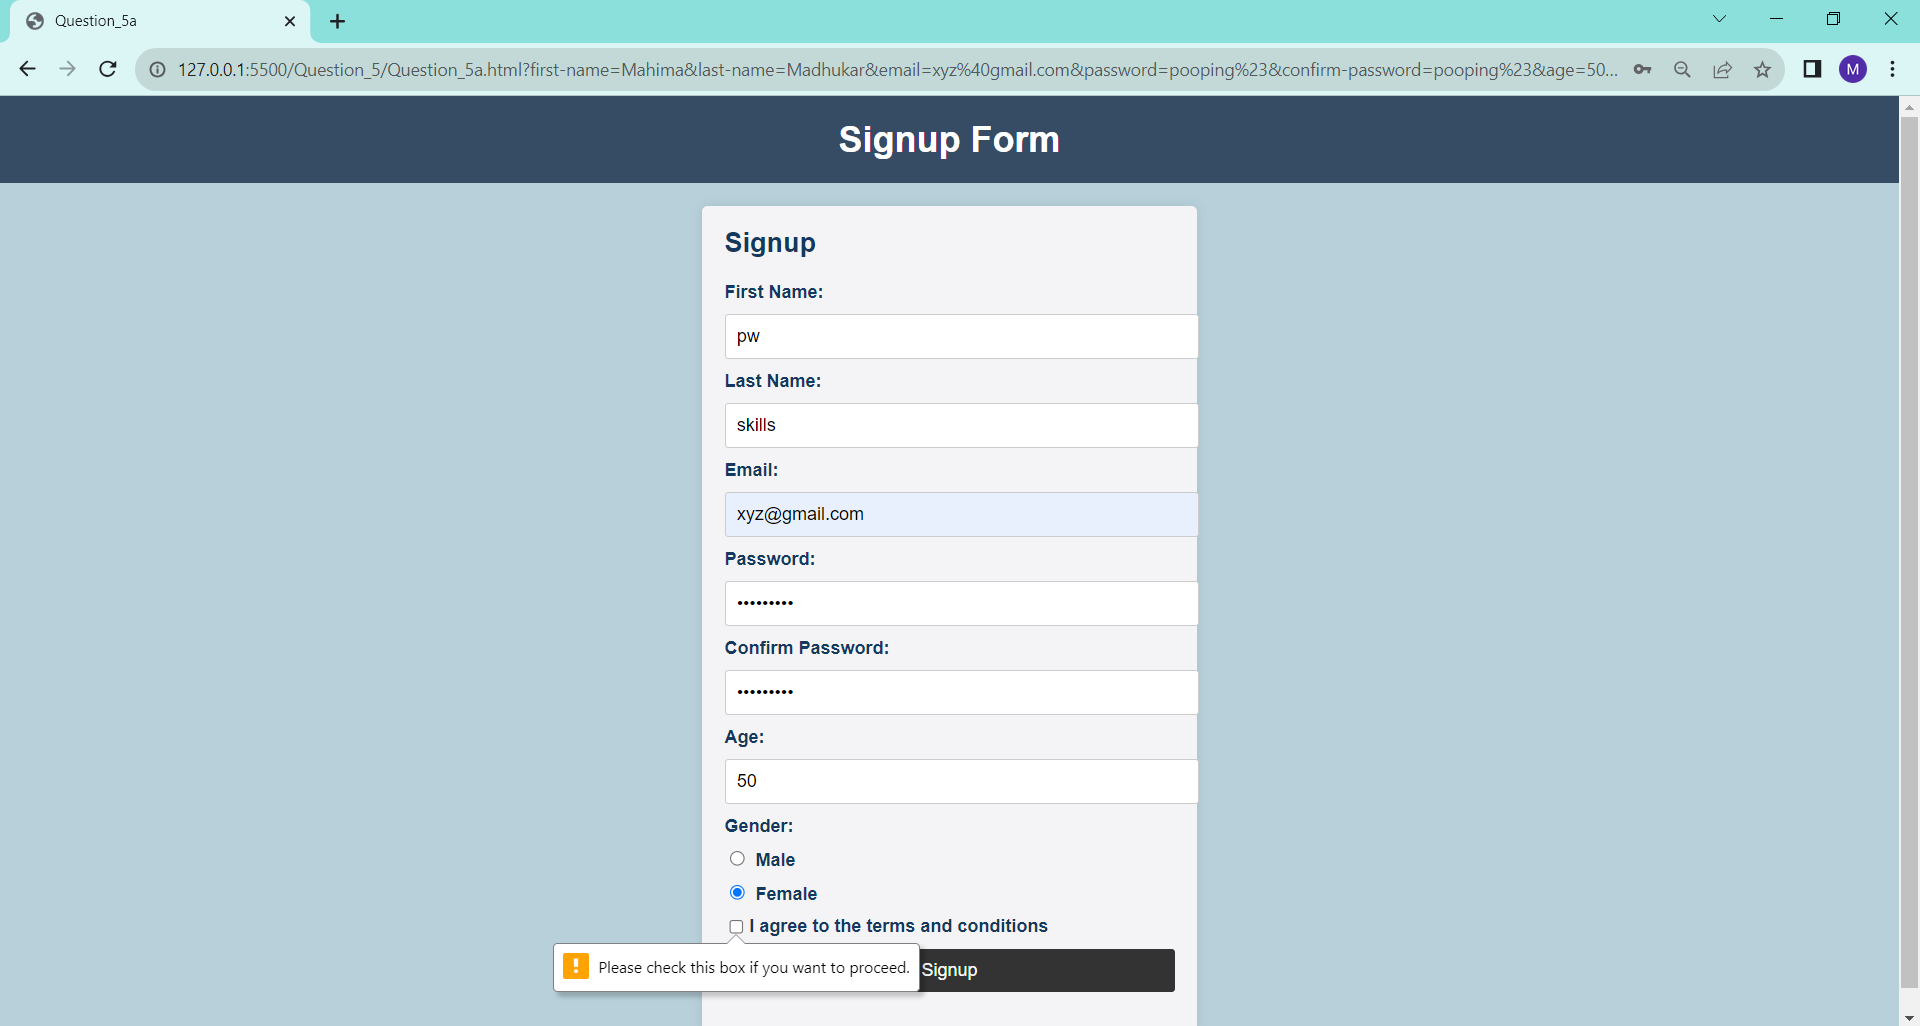 Question_5a
127.0.0.1:5500/Question_5/Question_5a.html?first-name=Mahima&last-name=Madhukar&email=xyz%40gmail.com&password=pooping%23&confirm-password=pooping%23&age=50...
M
Signup Form
Signup
First Name:
pw
Last Name:
skills
Email:
xyz@gmail.com
Password:
•••••••••
Confirm Password:
•••••••••
Age:
50
Gender:
Male
Female
I agree to the terms and conditions
Please check this box if you want to proceed.
Signup